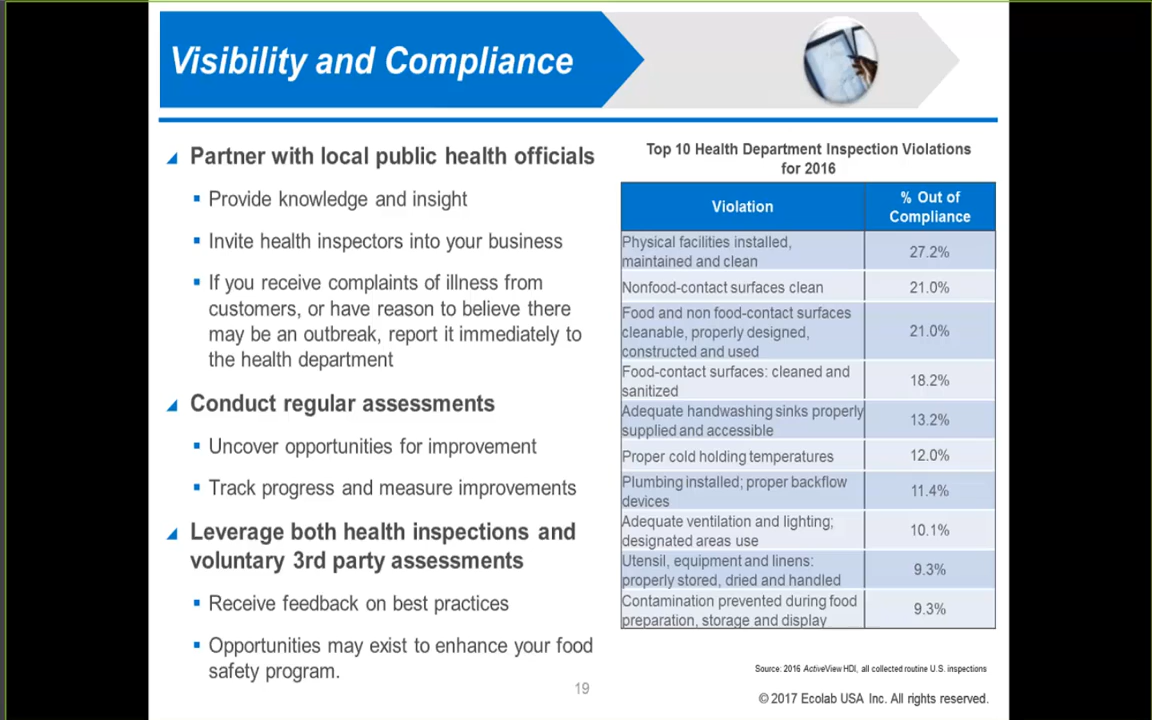 Visibility and Compliance
Partner with local public health officials
Provide knowledge and insight
Invite health inspectors into your business
If you receive complaints of illness from
customers, or have reason to believe there
may be an outbreak, report it immediately to
the health department
Conduct regular assessments
Uncover opportunities for improvement
Track progress and measure improvements
Leverage both health inspections and
voluntary 3rd party assessments
Receive feedback on best practices
Opportunities may exist to enhance your food
safety program.
Top 10 Health Department Inspection Violations
for 2016
Violation
% Out of
Compliance
Physical facilities installed,
maintained and clean
27.2%
Nonfood-contact surfaces clean
21.0%
Food and non food-contact surfaces
cleanable, properly designed,
constructed and used
21.0%
Food-contact surfaces: cleaned and
sanitized
18.2%
Adequate handwashing sinks properly
supplied and accessible
13.2%
Proper cold holding temperatures
12.0%
Plumbing installed; proper backflow
devices
11.4%
Adequate ventilation and lighting;
designated areas use
10.1%
Utensil, equipment and linens:
properly stored, dried and handled
9.3%
Contamination prevented during food
preparation, storage and display
9.3%
Source: 2016 ActiveView HDI, all collected routine U.S. inspections
19
© 2017 Ecolab USA Inc. All rights reserved.